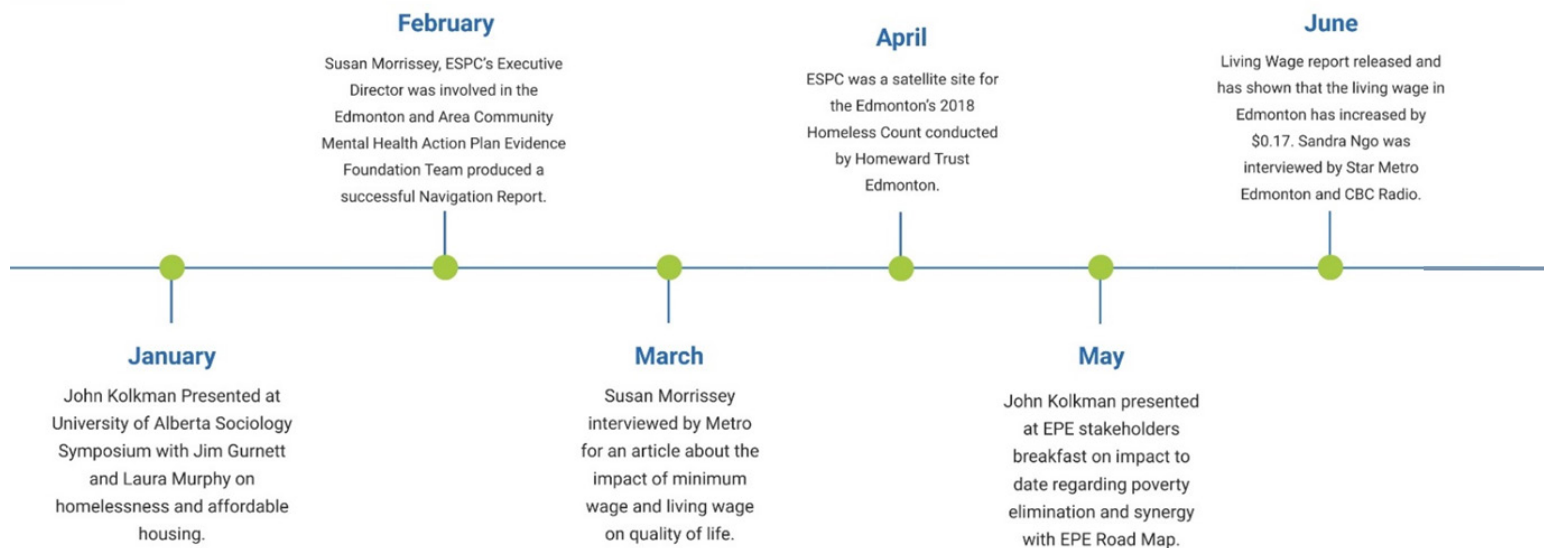 January
John Kolkman Presented at
University of Alberta Sociology
Symposium with Jim Gurnett
and Laura Murphy on
homelessness and affordable
housing.
February
Susan Morrissey, ESPC's Executive
Director was involved in the
Edmonton and Area Community
Mental Health Action Plan Evidence
Foundation Team produced a
successful Navigation Report.
March
Susan Morrissey
interviewed by Metro
for an article about the
impact of minimum
wage and living wage
on quality of life.
April
ESPC was a satellite site for
the Edmonton's 2018
Homeless Count conducted
by Homeward Trust
Edmonton.
May
John Kolkman presented
at EPE stakeholders
breakfast on impact to
date regarding poverty
elimination and synergy
with EPE Road Map.
June
Living Wage report released and
has shown that the living wage in
Edmonton has increased by
$0.17. Sandra Ngo was
interviewed by Star Metro
Edmonton and CBC Radio.